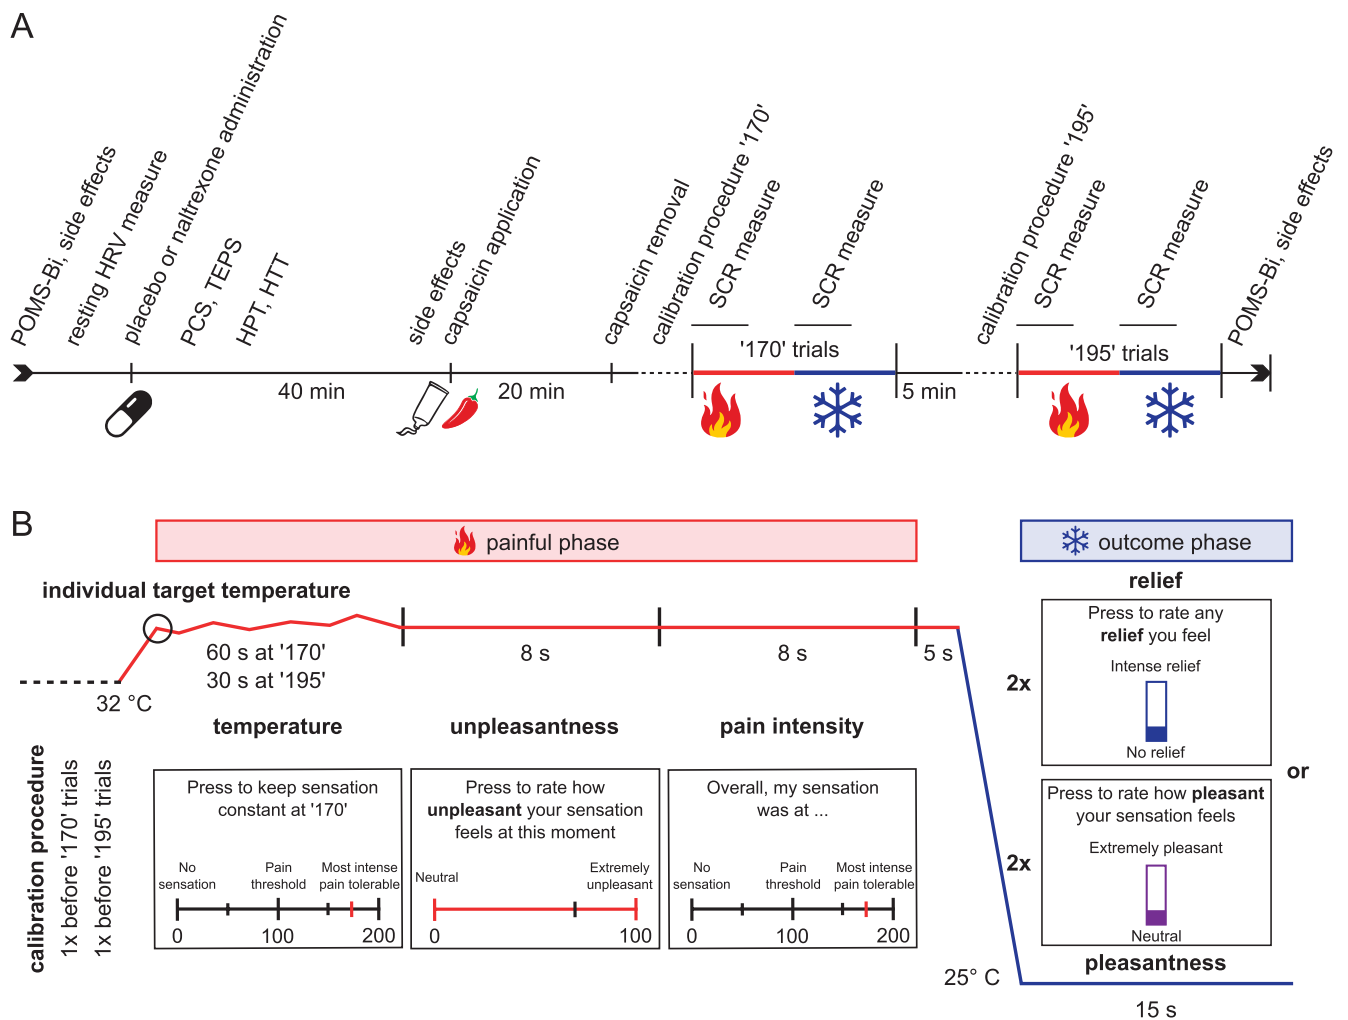 A
POMS-Bi, side effects
resting HRV measure
placebo or naltrexone administration
PCS, TEPS
HPT, HTT
side effects
capsaicin application
capsaicin removal
calibration procedure '170'
SCR measure
SCR measure
calibration procedure '195'
SCR measure
SCR measure
POMS-Bi, side effects
'170' trials
'195' trials
40 min
20 min
5 min
B
painful phase
outcome phase
individual target temperature
60 s at '170'
30 s at '195'
8 s
8 s
5 s
32 °C
calibration procedure
1x before '170' trials
1x before '195' trials
temperature
Press to keep sensation
constant at '170'
No
sensation
Pain
threshold
Most intense
pain tolerable
0
100
200
unpleasantness
Press to rate how
unpleasant your sensation
feels at this moment
Neutral
Extremely
unpleasant
0
100
pain intensity
Overall, my sensation
was at ...
No
sensation
Pain
threshold
Most intense
pain tolerable
0
100
200
relief
2x
Press to rate any
relief you feel
Intense relief
No relief
or
2x
Press to rate how pleasant
your sensation feels
Extremely pleasant
Neutral
pleasantness
25° C
15 s